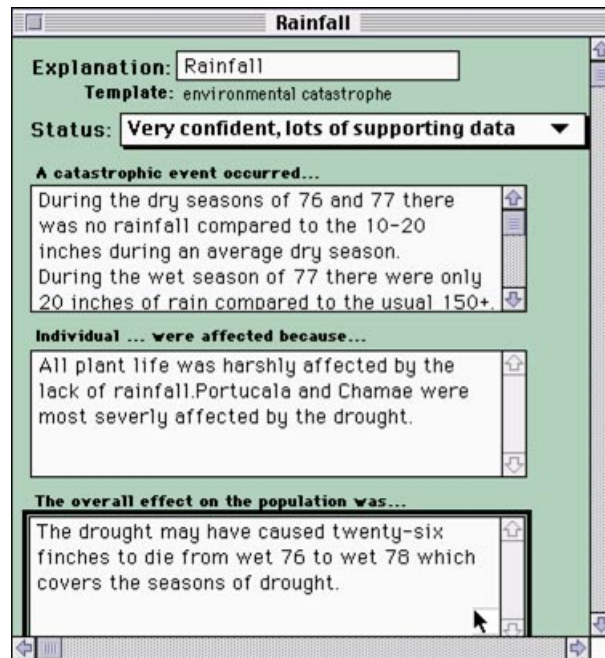 Rainfall
Explanation: Rainfall
Template: environmental catastrophe
Status: Very confident, lots of supporting data
A catastrophic event occurred...
During the dry seasons of 76 and 77 there
was no rainfall compared to the 10-20
inches during an average dry season.
During the wet season of 77 there were only
20 inches of rain compared to the usual 150+.
Individual ... were affected because...
All plant life was harshly affected by the
lack of rainfall.Portucala and Chamae were
most severly affected by the drought.
The overall effect on the population was...
The drought may have caused twenty-six
finches to die from wet 76 to wet 78 which
covers the seasons of drought.